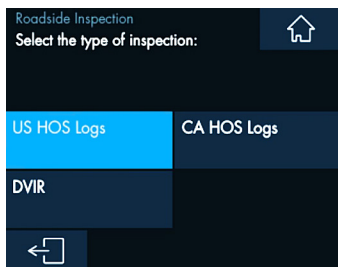 Roadside Inspection
Select the type of inspection:
US HOS Logs
CA HOS Logs
DVIR